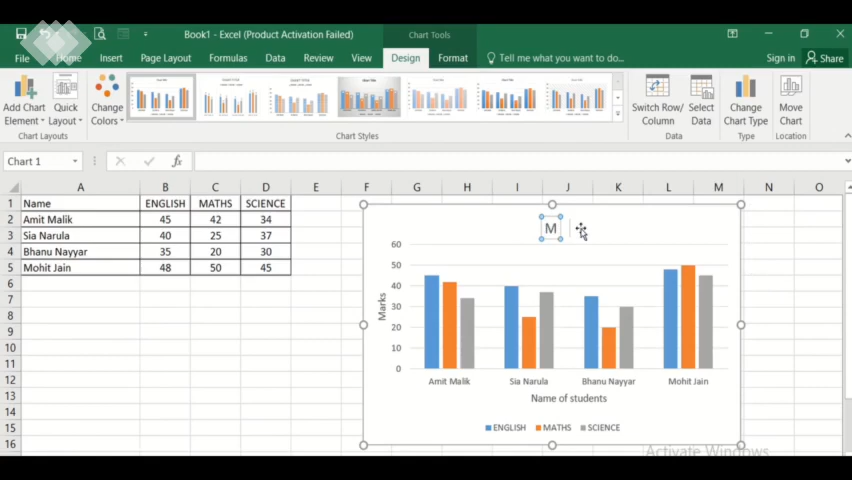 Book1 - Excel (Product Activation Failed)
Chart Tools
File Home Insert Page Layout Formulas Data Review View Design Format Tell me what you want to do... Sign in Share
Add Chart Element
Quick Layout
Change Colors
Switch Row/ Column
Select Data
Change Chart Type
Move Chart
Chart Layouts
Chart Styles
Data
Type
Location
Chart 1
fx
A B C D E F G H I J K L M N O
1 Name ENGLISH MATHS SCIENCE
2 Amit Malik 45 42 34
3 Sia Narula 40 25 37
4 Bhanu Nayyar 35 20 30
5 Mohit Jain 48 50 45
6
7
8
9
10
11
12
13
14
15
16
M
60
50
40
30
20
10
0
Marks
Amit Malik Sia Narula Bhanu Nayyar Mohit Jain
Name of students
ENGLISH MATHS SCIENCE
Activate Windows